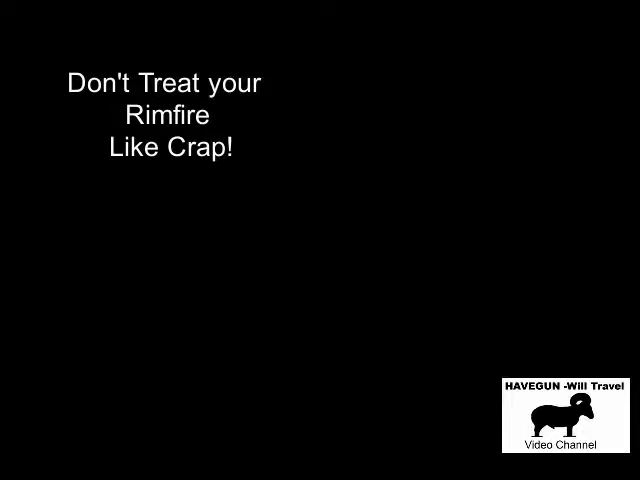 Don't Treat your
Rimfire
Like Crap!
HAVEGUN -Will Travel
Video Channel